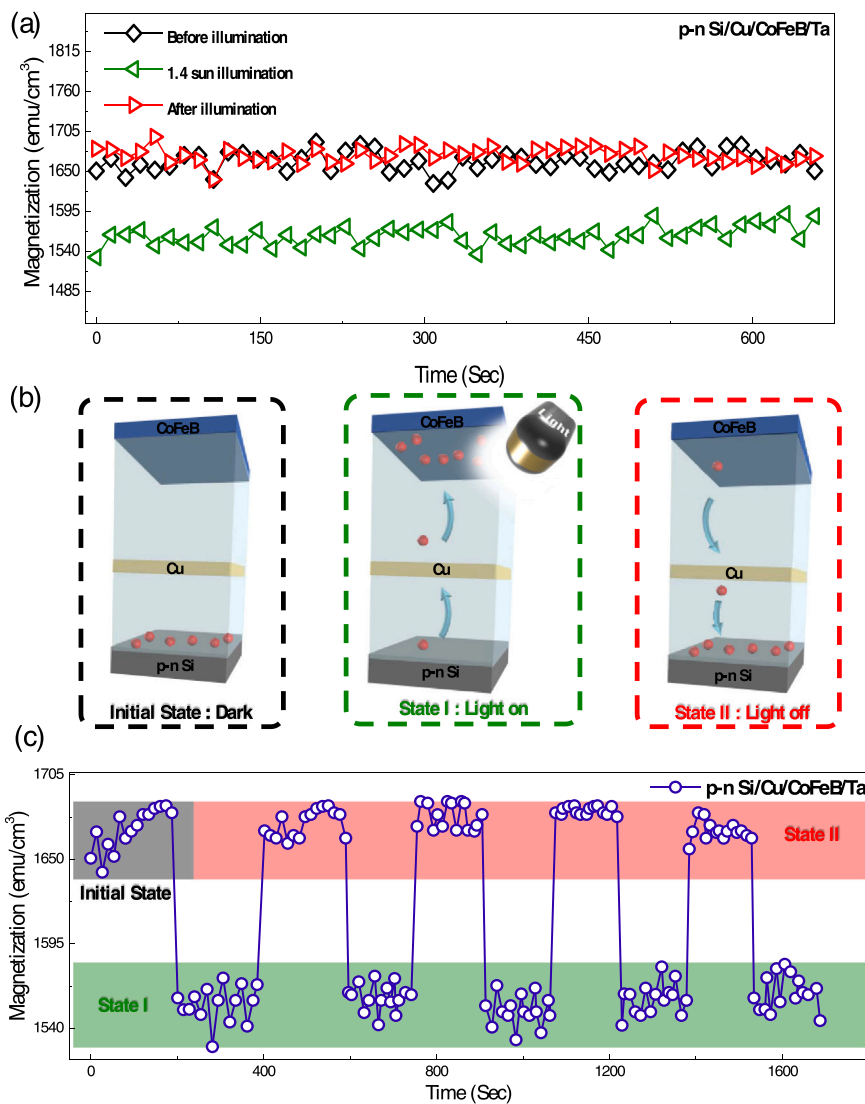 (a)
p-n Si/Cu/CoFeB/Ta
Before illumination
1.4 sun illumination
After illumination
Magnetization (emu/cm³)
1815
1760
1705
1650
1595
1540
1485
0 150 300 450 600
Time (Sec)
(b)
CoFeB
Cu
p-n Si
Initial State : Dark
Light
CoFeB
Cu
p-n Si
State I : Light on
CoFeB
Cu
p-n Si
State II : Light off
(c)
p-n Si/Cu/CoFeB/Ta
Magnetization (emu/cm³)
1705
1650
1595
1540
State II
Initial State
State I
0 400 800 1200 1600
Time (Sec)